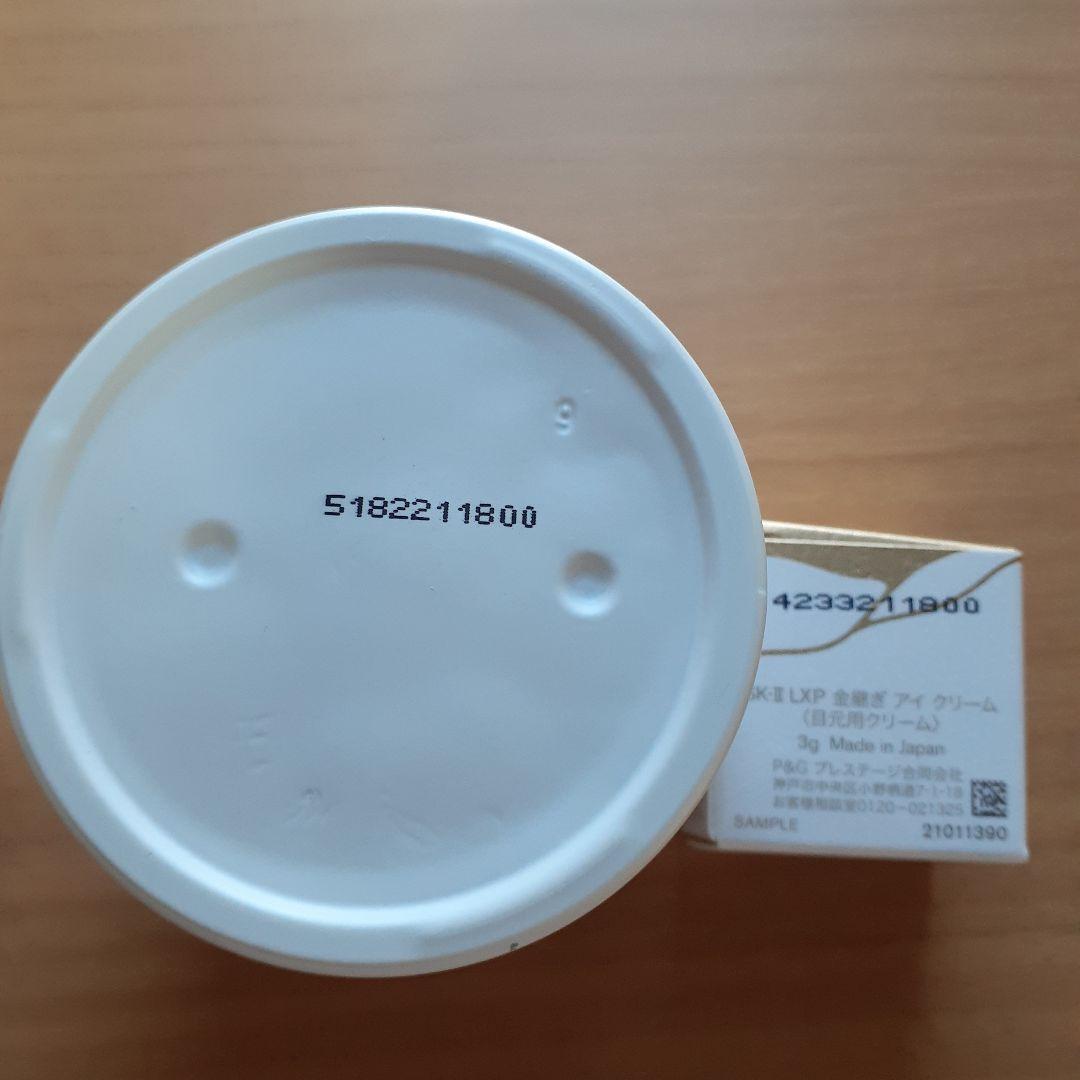 9
5182211800
4233211800
SK-II LXP 金継ぎ アイ クリーム
（目元用クリーム）
3g Made in Japan
P&G プレステージ合同会社
神戸市中央区小野柄通7-1-18
お客様相談室0120-021325
SAMPLE
21011390